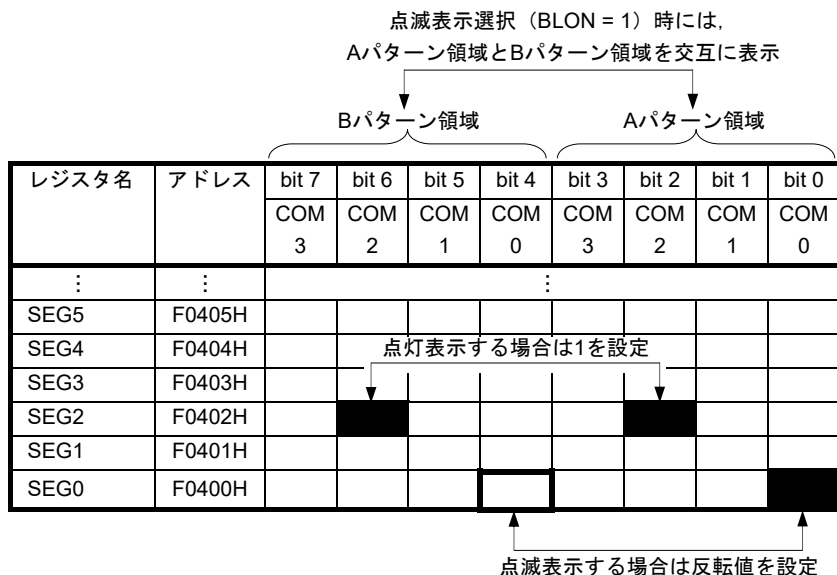 点滅表示選択（BLON = 1）時には，
Aパターン領域とBパターン領域を交互に表示
Bパターン領域 Aパターン領域
レジスタ名 アドレス bit 7 bit 6 bit 5 bit 4 bit 3 bit 2 bit 1 bit 0
COM COM COM COM COM COM COM COM
3 2 1 0 3 2 1 0
⋮ ⋮ ⋮
SEG5 F0405H
SEG4 F0404H 点灯表示する場合は1を設定
SEG3 F0403H
SEG2 F0402H
SEG1 F0401H
SEG0 F0400H
点滅表示する場合は反転値を設定